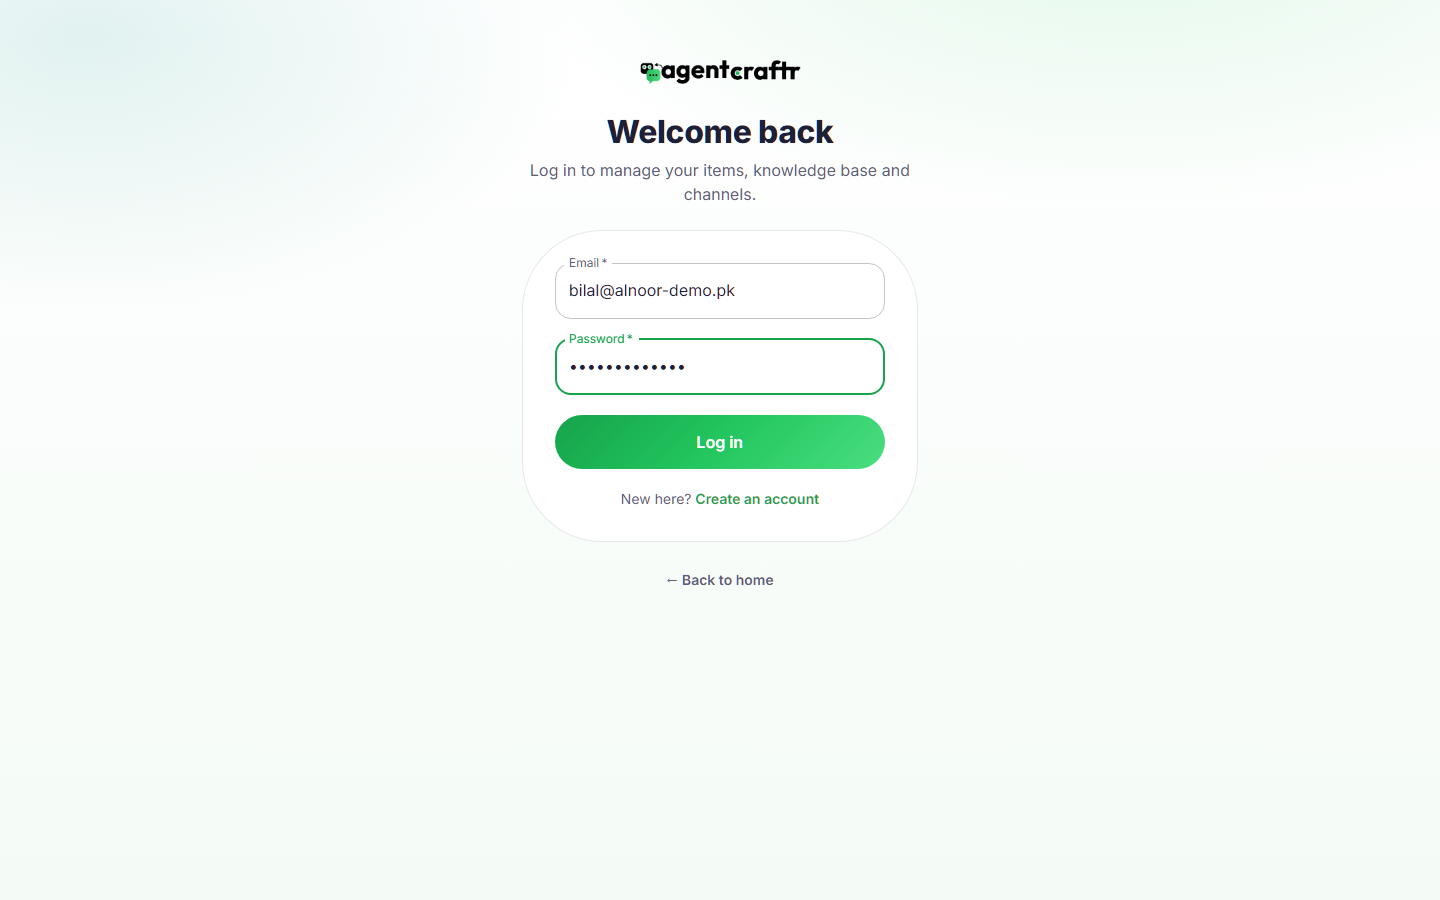 agentcraftr
Welcome back
Log in to manage your items, knowledge base and
channels.
Email *
bilal@alnoor-demo.pk
Password *
•••••••••••••
Log in
New here? Create an account
← Back to home